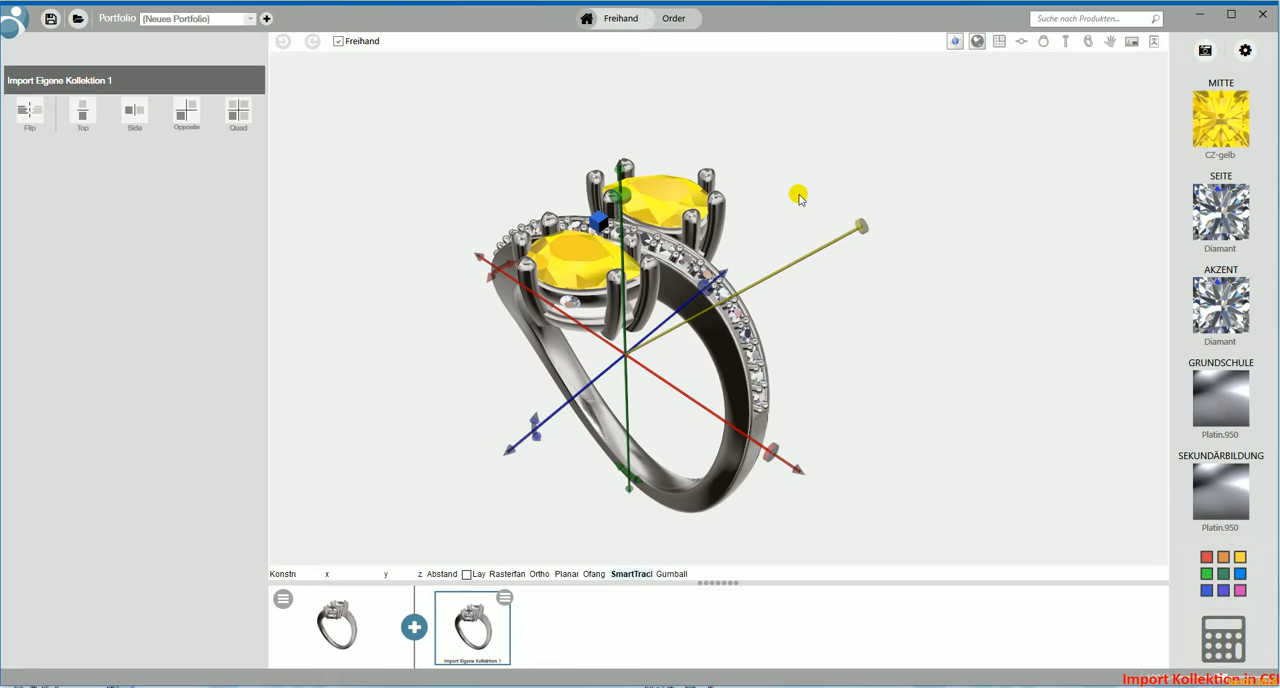 Portfolio (Neues Portfolio)
Freihand Order
Suche nach Produkten...
Freihand
Import Eigene Kollektion 1
Flip Top Side Opposite Quad
MITTE
CZ-gelb
SEITE
Diamant
AKZENT
Diamant
GRUNDSCHULE
Platin.950
SEKUNDÄRBILDUNG
Platin.950
Konstn x y z Abstand Lay Rasterfan Ortho Planar Ofang SmartTracl Gumball
Import Eigene Kollektion 1
Import Kollektion in CSI